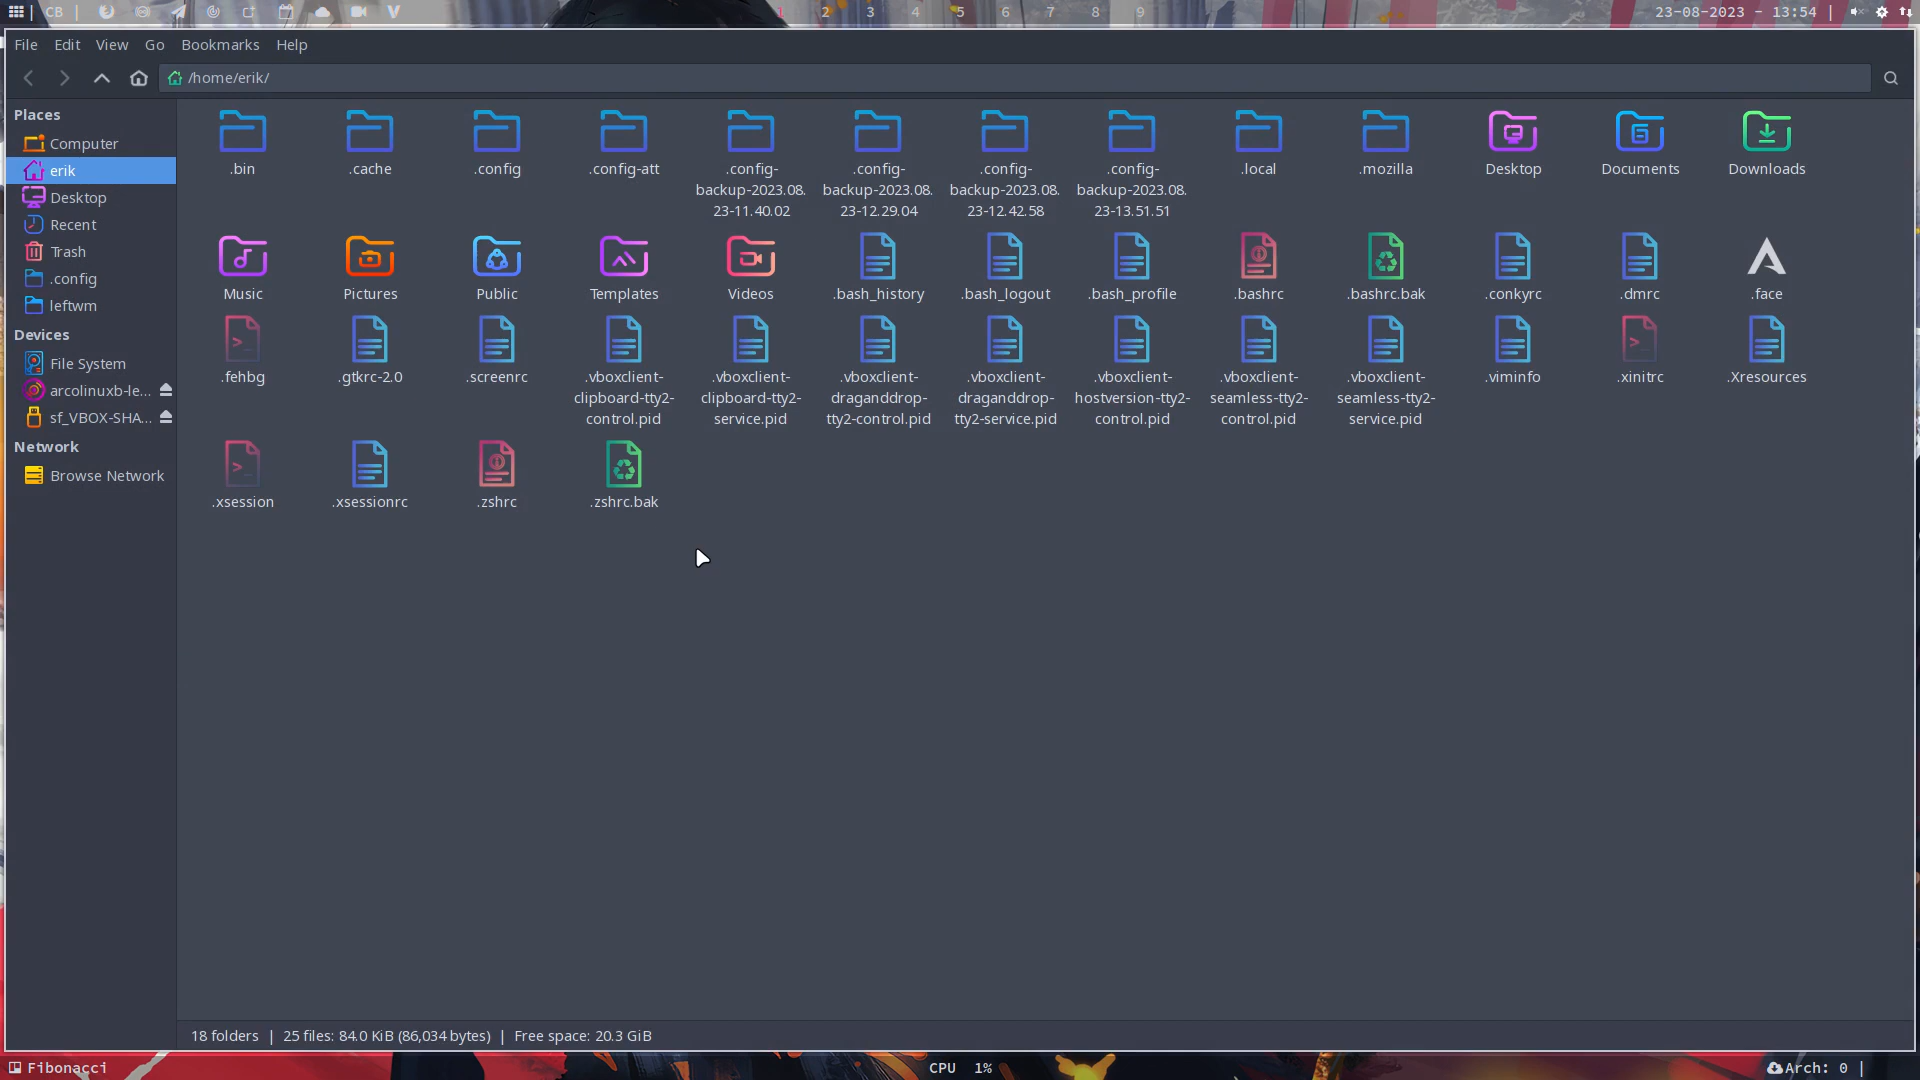 CB
1 2 3 4 5 6 7 8 9
23-08-2023 - 13:54
File Edit View Go Bookmarks Help
/home/erik/
Places
Computer
erik
Desktop
Recent
Trash
.config
leftwm
Devices
File System
arcolinuxb-le...
sf_VBOX-SHA...
Network
Browse Network
.bin
.cache
.config
.config-att
.config-
backup-2023.08.
23-11.40.02
.config-
backup-2023.08.
23-12.29.04
.config-
backup-2023.08.
23-12.42.58
.config-
backup-2023.08.
23-13.51.51
.local
.mozilla
Desktop
Documents
Downloads
Music
Pictures
Public
Templates
Videos
.bash_history
.bash_logout
.bash_profile
.bashrc
.bashrc.bak
.conkyrc
.dmrc
.face
.fehbg
.gtkrc-2.0
.screenrc
.vboxclient-
clipboard-tty2-
control.pid
.vboxclient-
clipboard-tty2-
service.pid
.vboxclient-
draganddrop-
tty2-control.pid
.vboxclient-
draganddrop-
tty2-service.pid
.vboxclient-
hostversion-tty2-
control.pid
.vboxclient-
seamless-tty2-
control.pid
.vboxclient-
seamless-tty2-
service.pid
.viminfo
.xinitrc
.Xresources
.xsession
.xsessionrc
.zshrc
.zshrc.bak
18 folders | 25 files: 84.0 KiB (86,034 bytes) | Free space: 20.3 GiB
Fibonacci
CPU 1%
Arch: 0 |